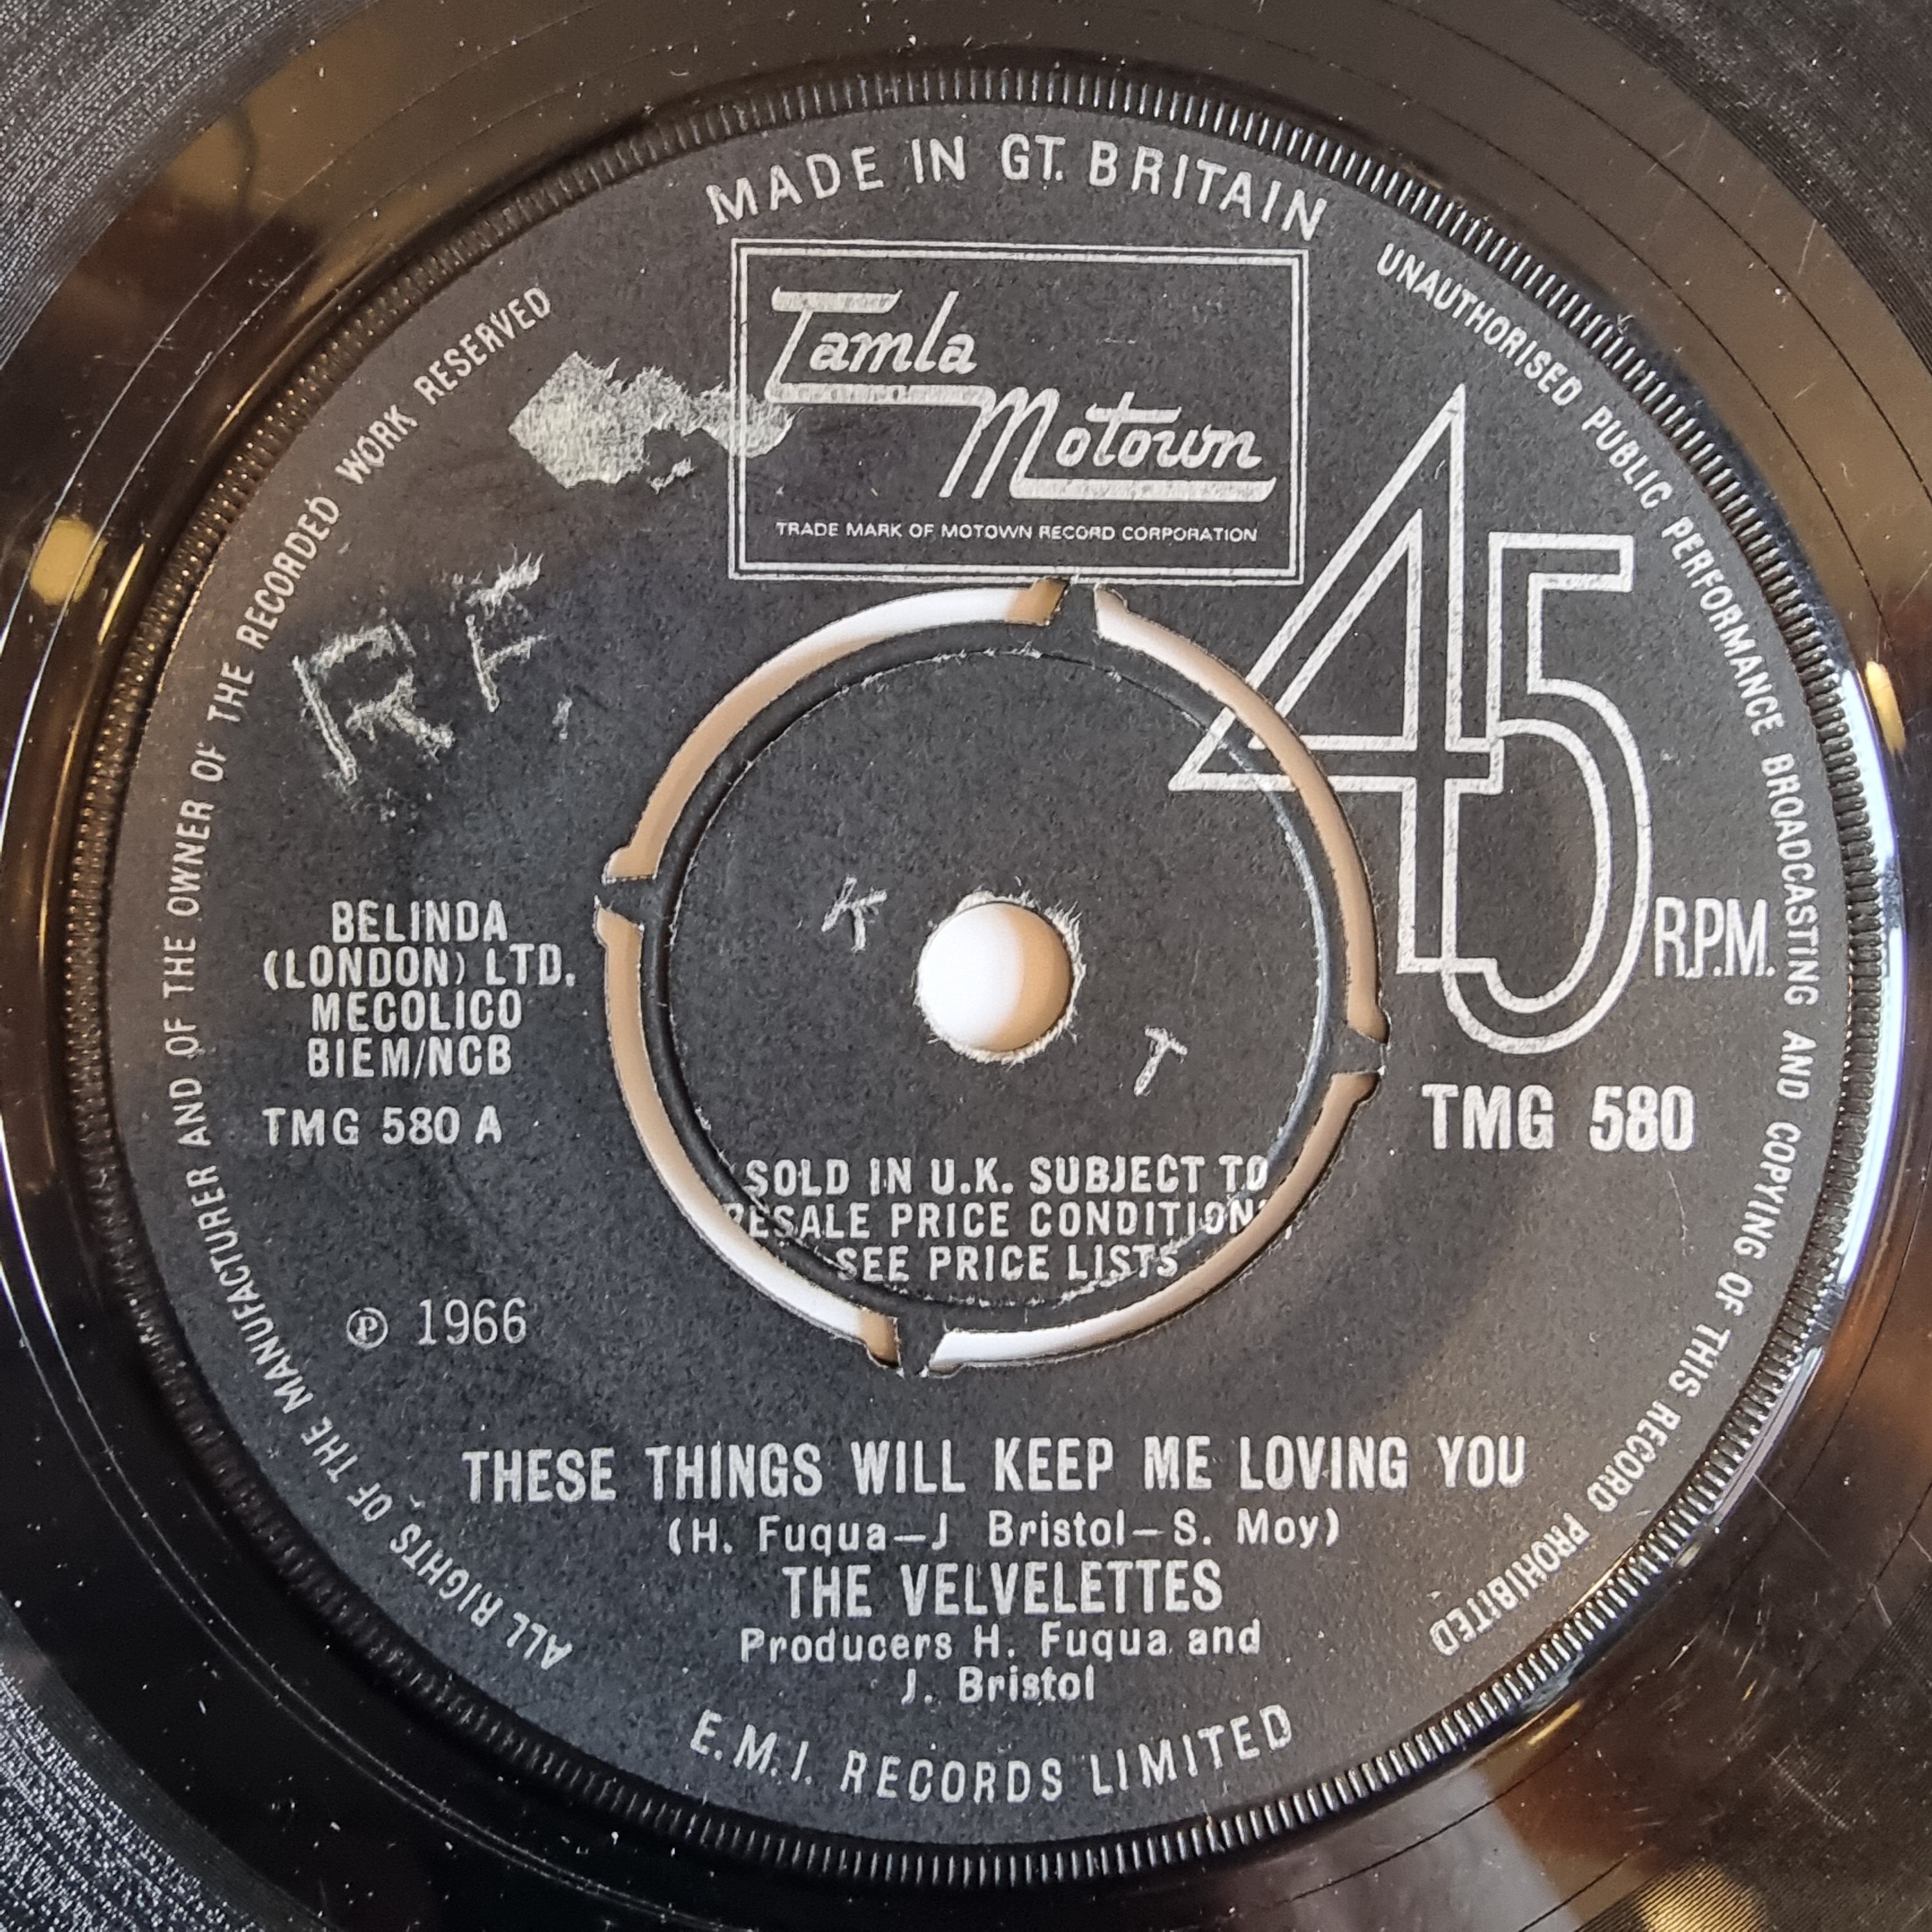 MADE IN GT. BRITAIN
Tamla
Motown
TRADE MARK OF MOTOWN RECORD CORPORATION
ALL RIGHTS OF THE MANUFACTURER AND OF THE OWNER OF THE RECORDED WORK RESERVED
UNAUTHORISED PUBLIC PERFORMANCE BROADCASTING AND COPYING OF THIS RECORD PROHIBITED
45
R.P.M.
RF
K
T
BELINDA
(LONDON) LTD.
MECOLICO
BIEM/NCB
TMG 580 A
TMG 580
SOLD IN U.K. SUBJECT TO
RESALE PRICE CONDITIONS,
SEE PRICE LISTS
℗ 1966
THESE THINGS WILL KEEP ME LOVING YOU
(H. Fuqua—J Bristol—S. Moy)
THE VELVELETTES
Producers H. Fuqua and
J. Bristol
E.M.I. RECORDS LIMITED